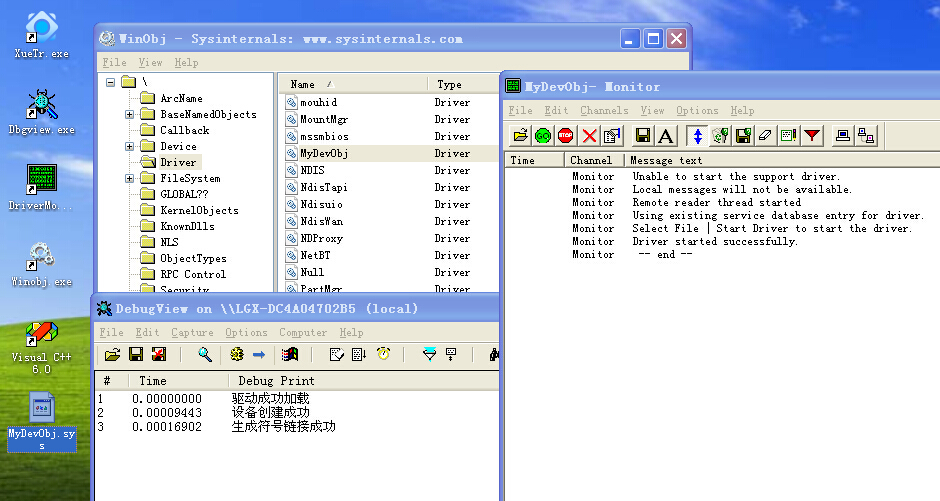 XueTr.exe
Dbgview.exe
DriverMo...
Winobj.exe
Visual C++
6.0
MyDevObj.sy
s
WinObj - Sysinternals: www.sysinternals.com
File View Help
\
ArcName
BaseNamedObjects
Callback
Device
Driver
FileSystem
GLOBAL??
KernelObjects
KnownDlls
NLS
ObjectTypes
RPC Control
Security
Name Type
mouhid Driver
MountMgr Driver
mssmbios Driver
MyDevObj Driver
NDIS Driver
NdisTapi Driver
Ndisuio Driver
NdisWan Driver
NDProxy Driver
NetBT Driver
Null Driver
PartMgr Driver
MyDevObj- Monitor
File Edit Channels View Options Help
GO STOP A
Time Channel Message text
Monitor Unable to start the support driver.
Monitor Local messages will not be available.
Monitor Remote reader thread started
Monitor Using existing service database entry for driver.
Monitor Select File | Start Driver to start the driver.
Monitor Driver started successfully.
Monitor -- end --
DebugView on \\LGX-DC4A04702B5 (local)
File Edit Capture Options Computer Help
# Time Debug Print
1 0.00000000 驱动成功加载
2 0.00009443 设备创建成功
3 0.00016902 生成符号链接成功